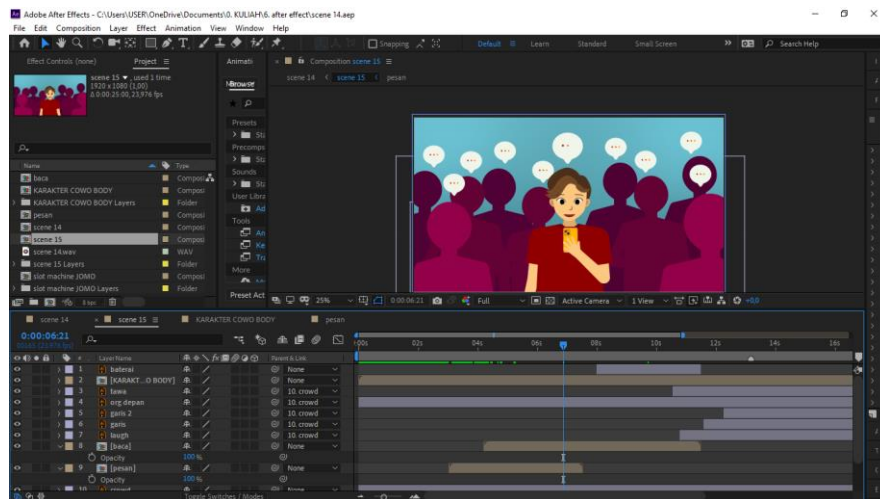 Adobe After Effects - C:\Users\USER\OneDrive\Documents\0. KULIAH\6. after effect\scene 14.aep
File Edit Composition Layer Effect Animation View Window Help
Snapping Default Learn Standard Small Screen Search Help
Effect Controls (none) Project
scene 15, used 1 time
1920 x 1080 (1,00)
Δ 0:00:25:00, 23,976 fps
Name Type
baca Composi
KARAKTER COWO BODY Composi
KARAKTER COWO BODY Layers Folder
pesan Composi
scene 14 Composi
scene 15 Composi
scene 14.wav WAV
scene 15 Layers Folder
slot machine JOMO Composi
slot machine JOMO Layers Folder
8 bpc
Animati
Browse
Presets
Precomps
Sounds
User Libra
Ad
Tools
An
Ke
Tra
More
Preset Act
Composition scene 15
scene 14 scene 15 pesan
25% 0:00:06:21 Full Active Camera 1 View +0,0
scene 14 scene 15 KARAKTER COWO BODY pesan
0:00:06:21
00s 02s 04s 06s 08s 10s 12s 14s 16s
# Layer Name Parent & Link
1 baterai None
2 [KARAKT...O BODY] None
3 tawa 10. crowd
4 org depan 10. crowd
5 garis 2 10. crowd
6 garis 10. crowd
7 laugh 10. crowd
8 [baca] None
Opacity 100 %
9 [pesan] None
Opacity 100 %
10 crowd None
Toggle Switches / Modes